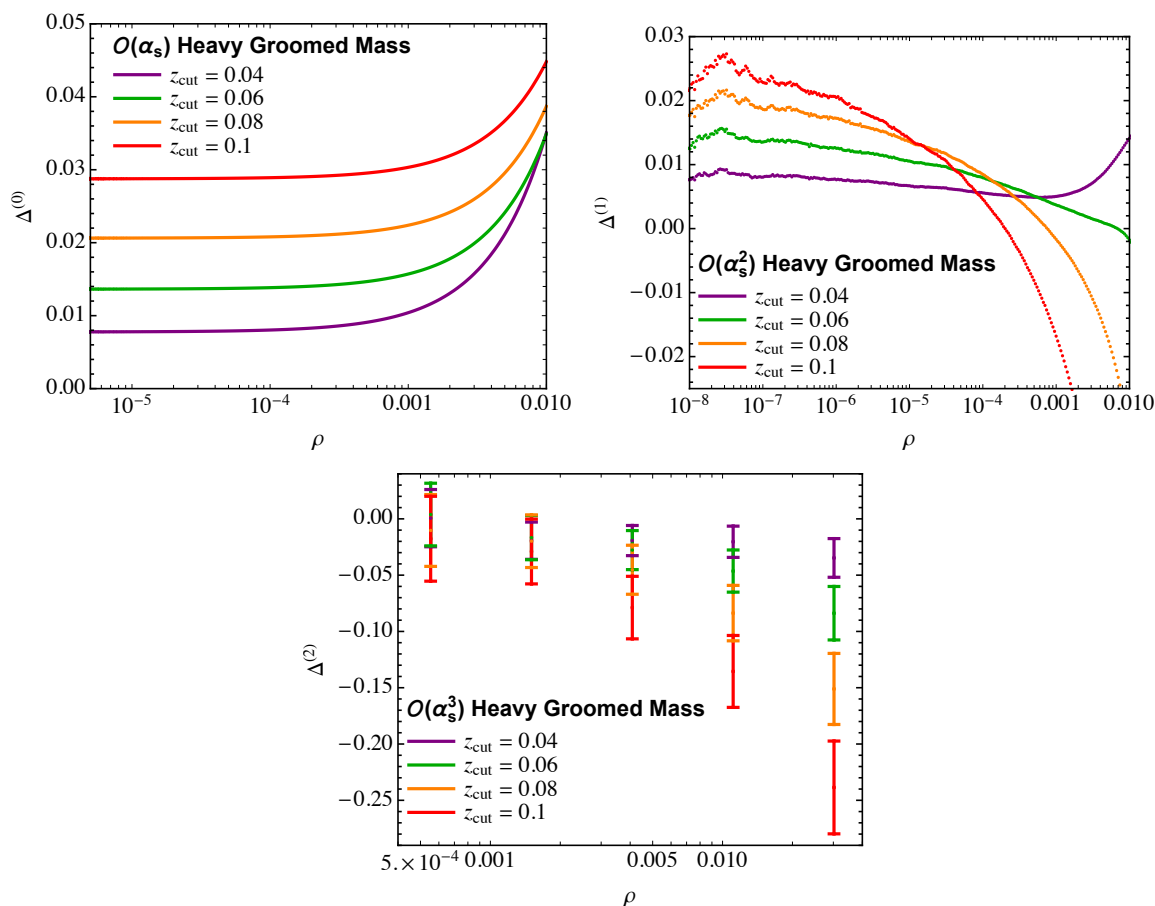 0.05
0.04
0.03
0.02
0.01
0.00
Δ(0)
O(αs) Heavy Groomed Mass
zcut = 0.04
zcut = 0.06
zcut = 0.08
zcut = 0.1
10−5 10−4 0.001 0.010
ρ
0.03
0.02
0.01
0.00
−0.01
−0.02
Δ(1)
O(αs2) Heavy Groomed Mass
zcut = 0.04
zcut = 0.06
zcut = 0.08
zcut = 0.1
10−8 10−7 10−6 10−5 10−4 0.001 0.010
ρ
0.00
−0.05
−0.10
−0.15
−0.20
−0.25
Δ(2)
O(αs3) Heavy Groomed Mass
zcut = 0.04
zcut = 0.06
zcut = 0.08
zcut = 0.1
5.×10−4 0.001 0.005 0.010
ρ